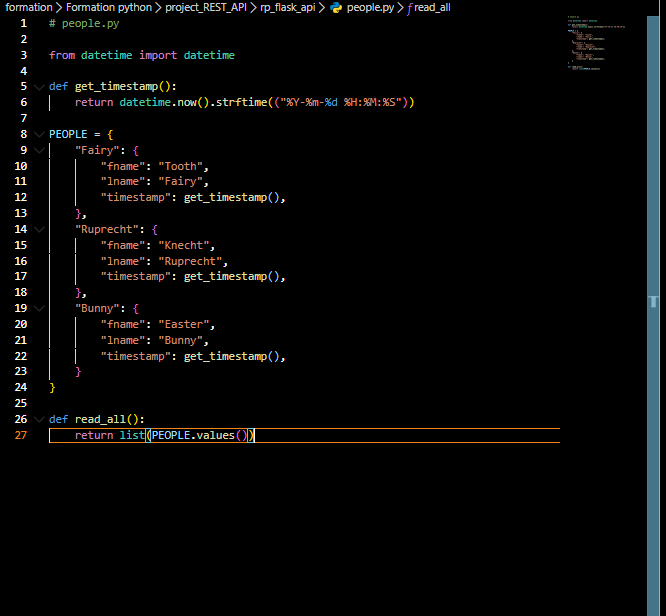 formation > Formation python > project_REST_API > rp_flask_api > people.py > read_all
1 # people.py
2
3 from datetime import datetime
4
5 def get_timestamp():
6     return datetime.now().strftime(("%Y-%m-%d %H:%M:%S"))
7
8 PEOPLE = {
9     "Fairy": {
10         "fname": "Tooth",
11         "lname": "Fairy",
12         "timestamp": get_timestamp(),
13     },
14     "Ruprecht": {
15         "fname": "Knecht",
16         "lname": "Ruprecht",
17         "timestamp": get_timestamp(),
18     },
19     "Bunny": {
20         "fname": "Easter",
21         "lname": "Bunny",
22         "timestamp": get_timestamp(),
23     }
24 }
25
26 def read_all():
27     return list(PEOPLE.values())